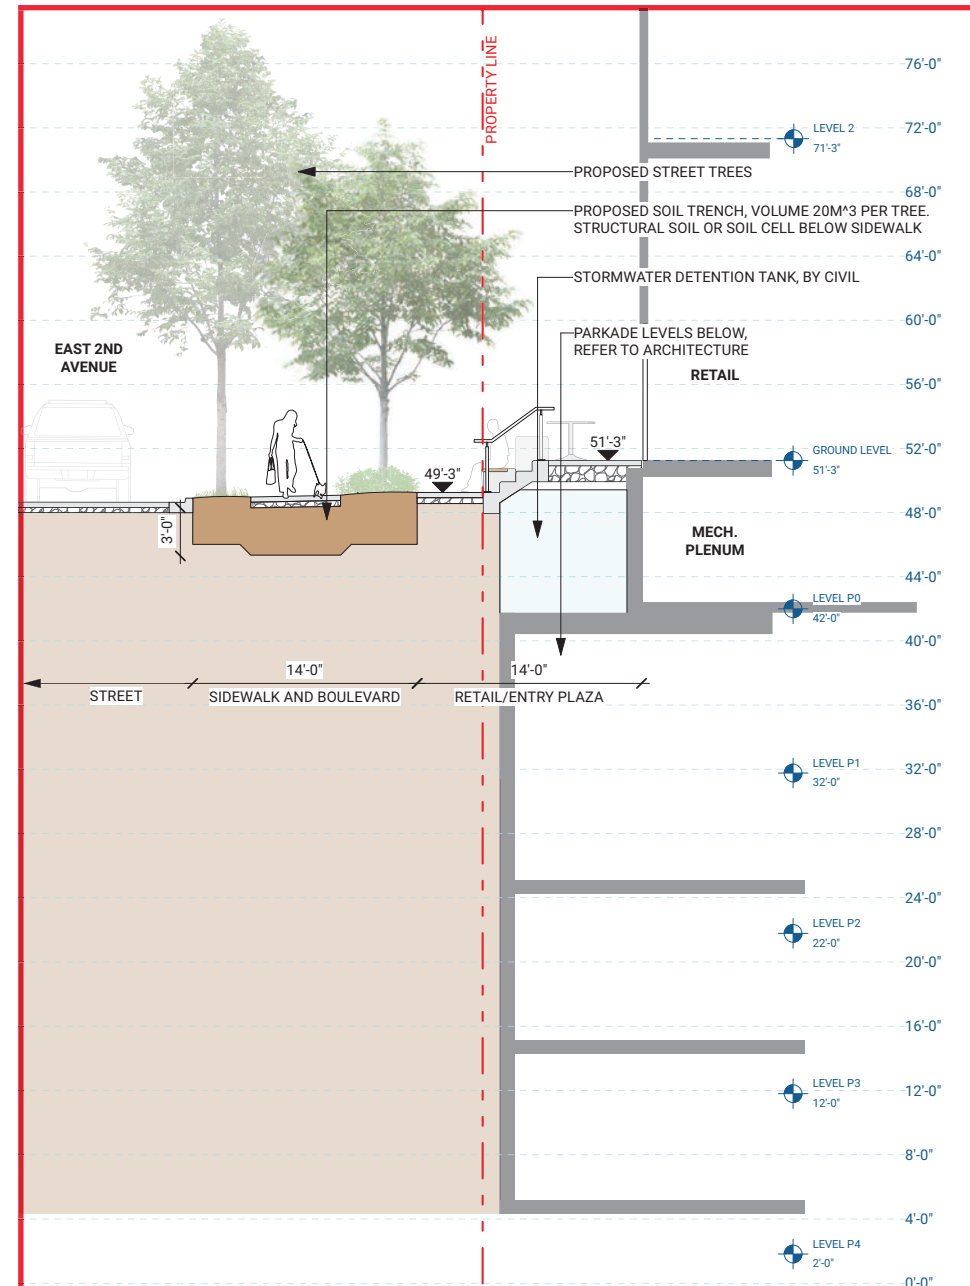 PROPERTY LINE
76'-0"
72'-0"
LEVEL 2
71'-3"
PROPOSED STREET TREES
68'-0"
PROPOSED SOIL TRENCH, VOLUME 20M^3 PER TREE.
STRUCTURAL SOIL OR SOIL CELL BELOW SIDEWALK
64'-0"
STORMWATER DETENTION TANK, BY CIVIL
60'-0"
PARKADE LEVELS BELOW,
REFER TO ARCHITECTURE
EAST 2ND
AVENUE
RETAIL
56'-0"
52'-0"
GROUND LEVEL
51'-3"
51'-3"
49'-3"
48'-0"
3'-0"
MECH.
PLENUM
44'-0"
LEVEL P0
42'-0"
40'-0"
14'-0"
14'-0"
STREET
SIDEWALK AND BOULEVARD
RETAIL/ENTRY PLAZA
36'-0"
32'-0"
LEVEL P1
32'-0"
28'-0"
24'-0"
LEVEL P2
22'-0"
20'-0"
16'-0"
12'-0"
LEVEL P3
12'-0"
8'-0"
4'-0"
LEVEL P4
2'-0"
0'-0"